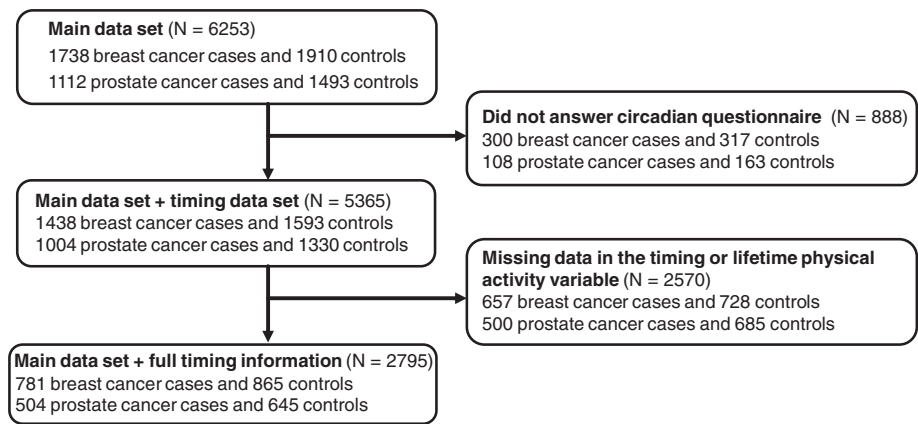 Main data set (N = 6253)
1738 breast cancer cases and 1910 controls
1112 prostate cancer cases and 1493 controls
Did not answer circadian questionnaire (N = 888)
300 breast cancer cases and 317 controls
108 prostate cancer cases and 163 controls
Main data set + timing data set (N = 5365)
1438 breast cancer cases and 1593 controls
1004 prostate cancer cases and 1330 controls
Missing data in the timing or lifetime physical
activity variable (N = 2570)
657 breast cancer cases and 728 controls
500 prostate cancer cases and 685 controls
Main data set + full timing information (N = 2795)
781 breast cancer cases and 865 controls
504 prostate cancer cases and 645 controls